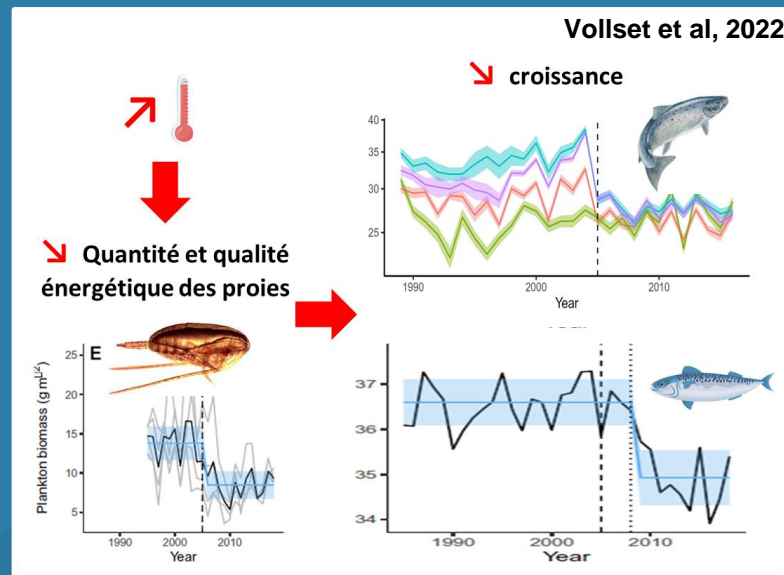 Vollset et al, 2022
↘ croissance
↘ Quantité et qualité
énergétique des proies
40
35
30
25
1990
2000
2010
Year
E
Plankton biomass (g m⁻²)
25
20
15
10
5
1990
2000
2010
Year
37
36
35
34
1990
2000
2010
Year